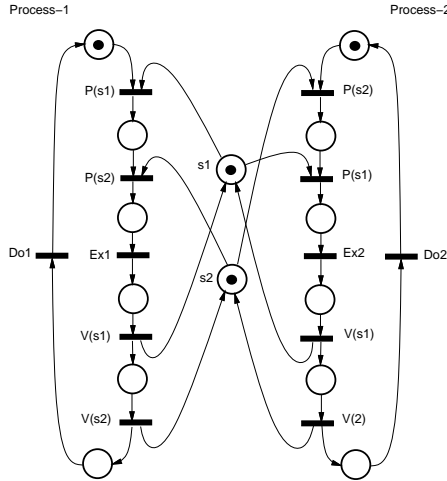 Process-1
Process-2
P(s1)
P(s2)
s1
P(s2)
P(s1)
Do1
Ex1
s2
Ex2
Do2
V(s1)
V(s1)
V(s2)
V(2)